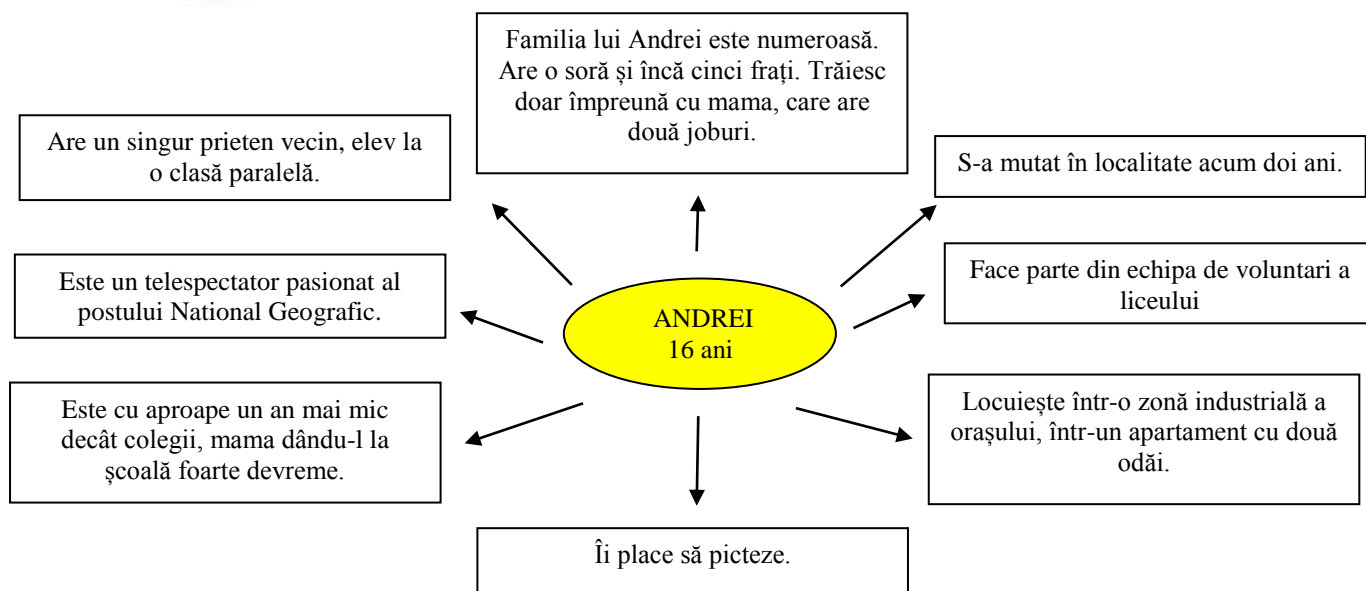 Familia lui Andrei este numeroasă.
Are o soră și încă cinci frați. Trăiesc
doar împreună cu mama, care are
două joburi.
Are un singur prieten vecin, elev la
o clasă paralelă.
S-a mutat în localitate acum doi ani.
Este un telespectator pasionat al
postului National Geografic.
Face parte din echipa de voluntari a
liceului
ANDREI
16 ani
Este cu aproape un an mai mic
decât colegii, mama dându-l la
școală foarte devreme.
Locuiește într-o zonă industrială a
orașului, într-un apartament cu două
odăi.
Îi place să picteze.